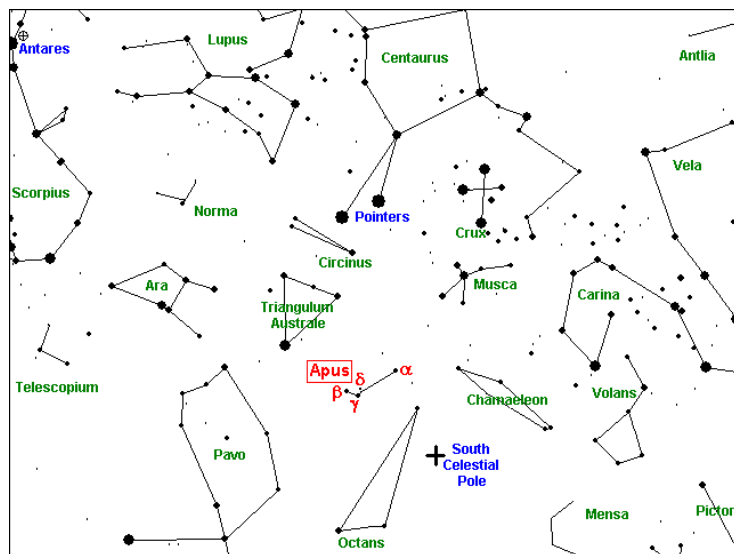 Lupus
Antares
Centaurus
Antlia
Scorpius
Norma
Pointers
Crux
Vela
Circinus
Ara
Triangulum
Australe
Musca
Carina
Telescopium
Apus
α
δ
β
γ
Chamaeleon
Volans
Pavo
South
Celestial
Pole
Octans
Mensa
Pictor